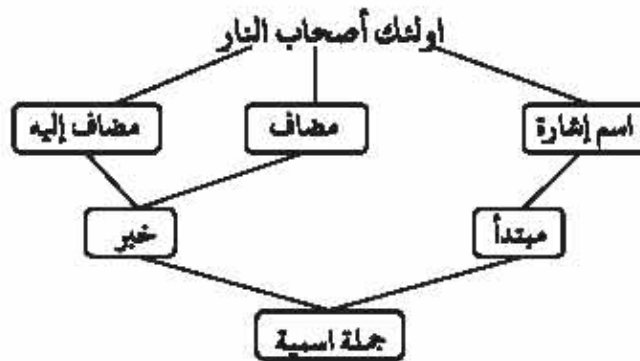 اولئك أصحاب النار
اسم إشارة
مضاف
مضاف إليه
مبتدأ
خبر
جملة اسمية